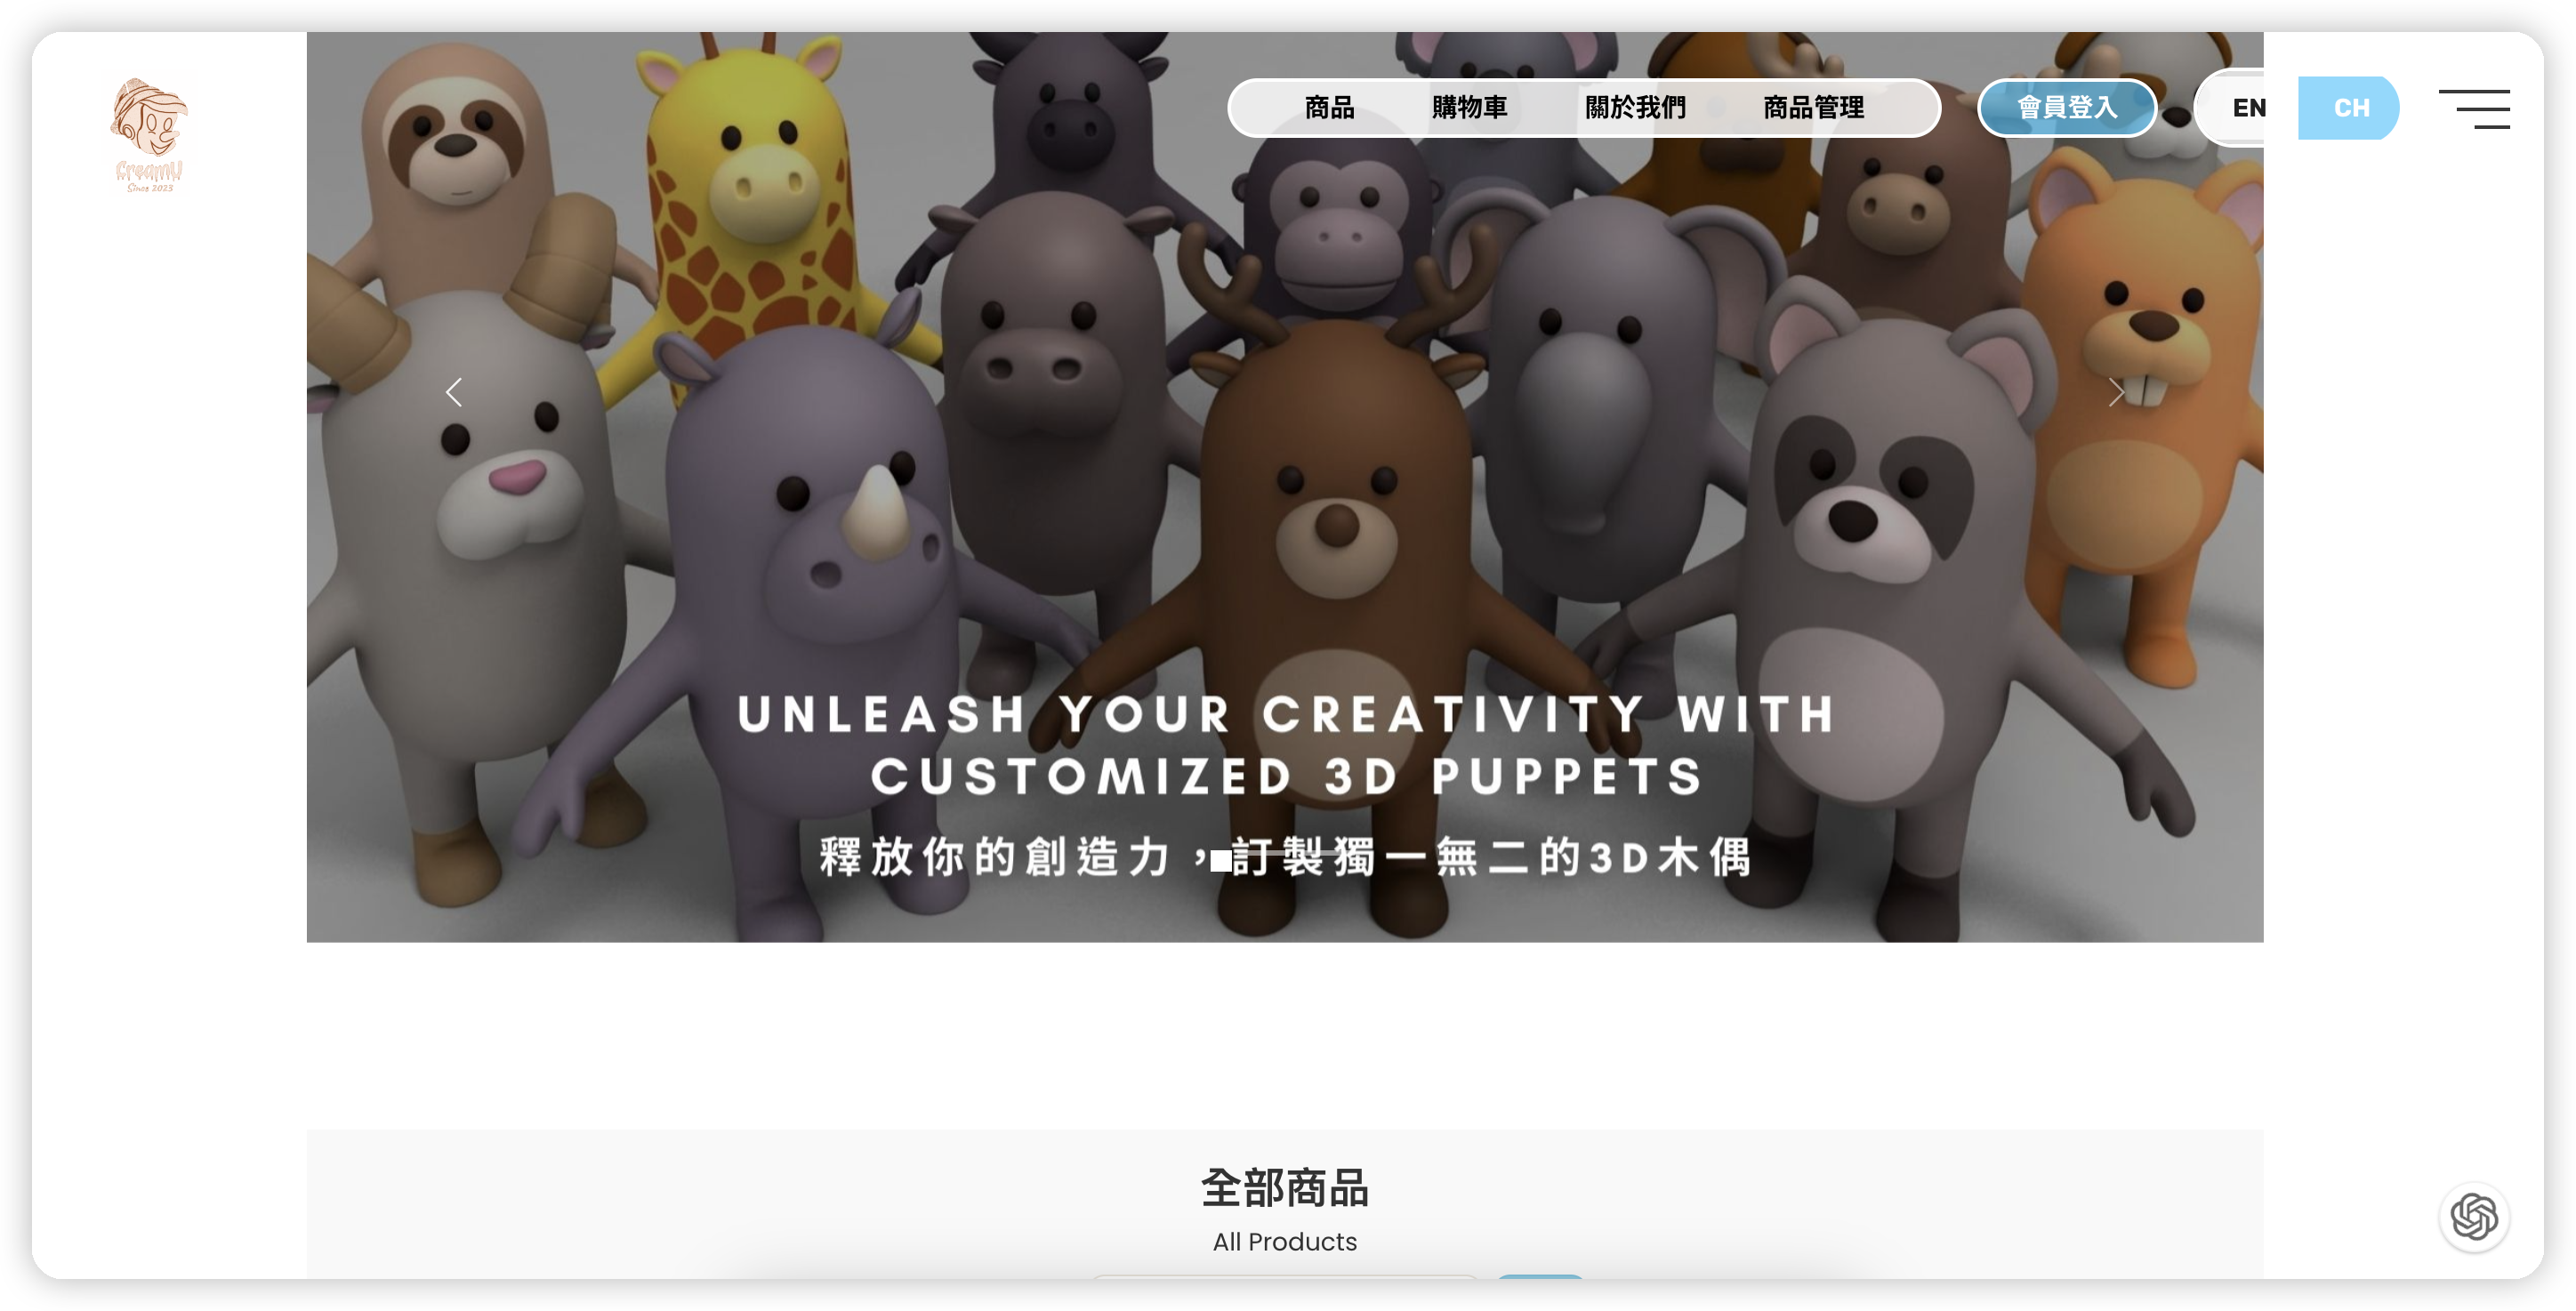 CreamU
Since 2023
商品 購物車 關於我們 商品管理 會員登入 EN CH
UNLEASH YOUR CREATIVITY WITH
CUSTOMIZED 3D PUPPETS
釋放你的創造力，訂製獨一無二的3D木偶
全部商品
All Products